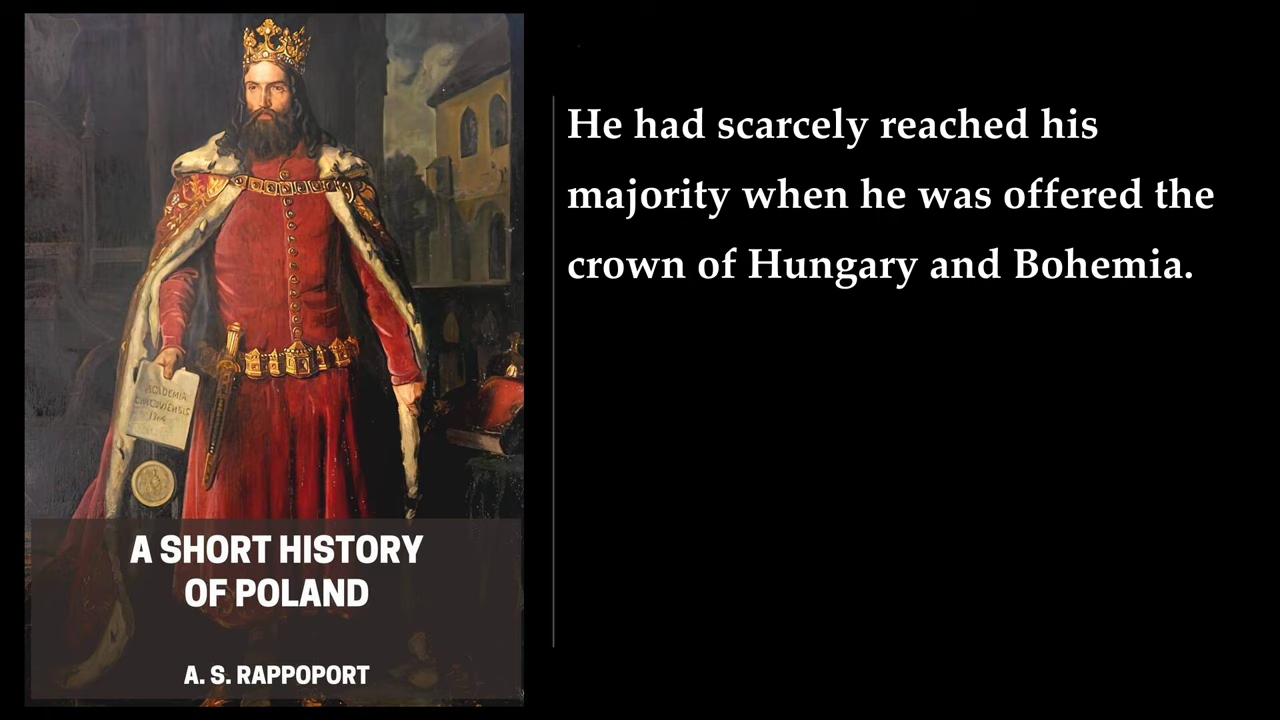 He had scarcely reached his
majority when he was offered the
crown of Hungary and Bohemia.
ACADEMIA
A SHORT HISTORY
OF POLAND
A. S. RAPPOPORT